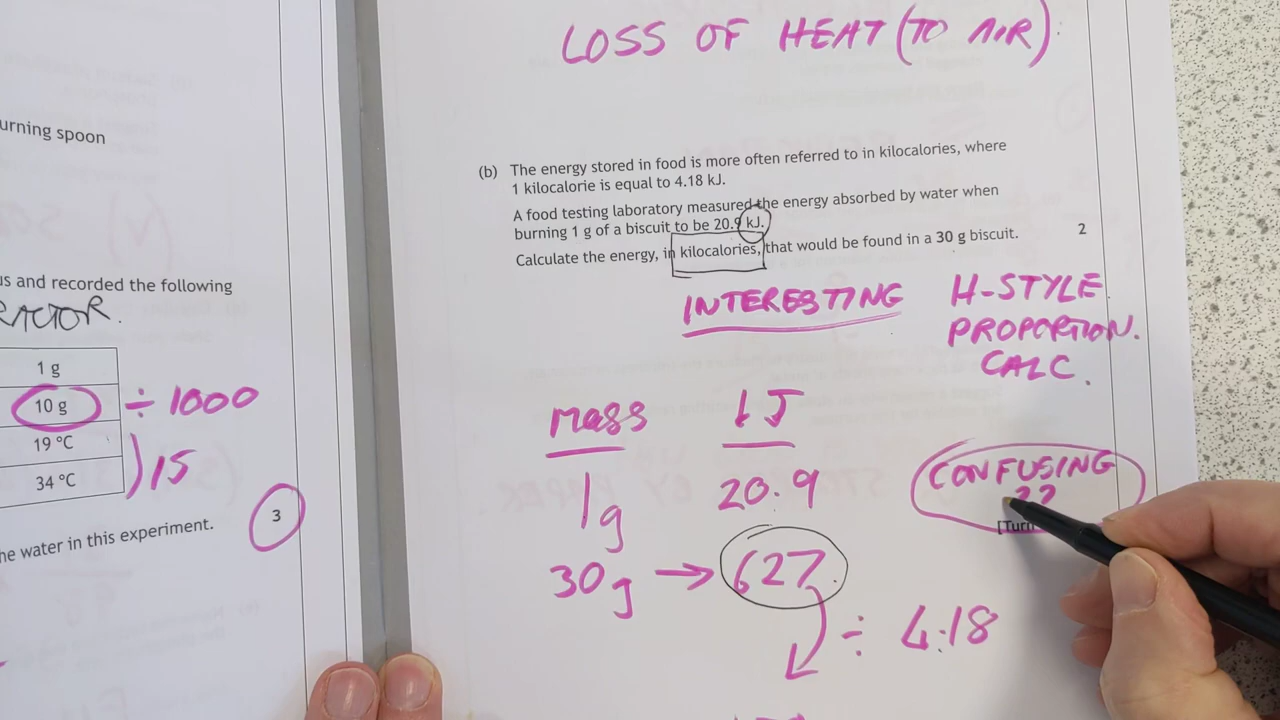 urning spoon
us and recorded the following
RACTOR.
1 g
10 g ÷ 1000
19 °C
34 °C
) 15
3
he water in this experiment.
LOSS OF HEAT (TO AIR)
(b) The energy stored in food is more often referred to in kilocalories, where
1 kilocalorie is equal to 4.18 kJ.
A food testing laboratory measured the energy absorbed by water when
burning 1 g of a biscuit to be 20.9 kJ.
Calculate the energy, in kilocalories, that would be found in a 30 g biscuit. 2
INTERESTING
H-STYLE
PROPORTION.
CALC.
mass kJ
1g 20.9
CONFUSING
??
[Turn
30g → 627.
÷ 4.18